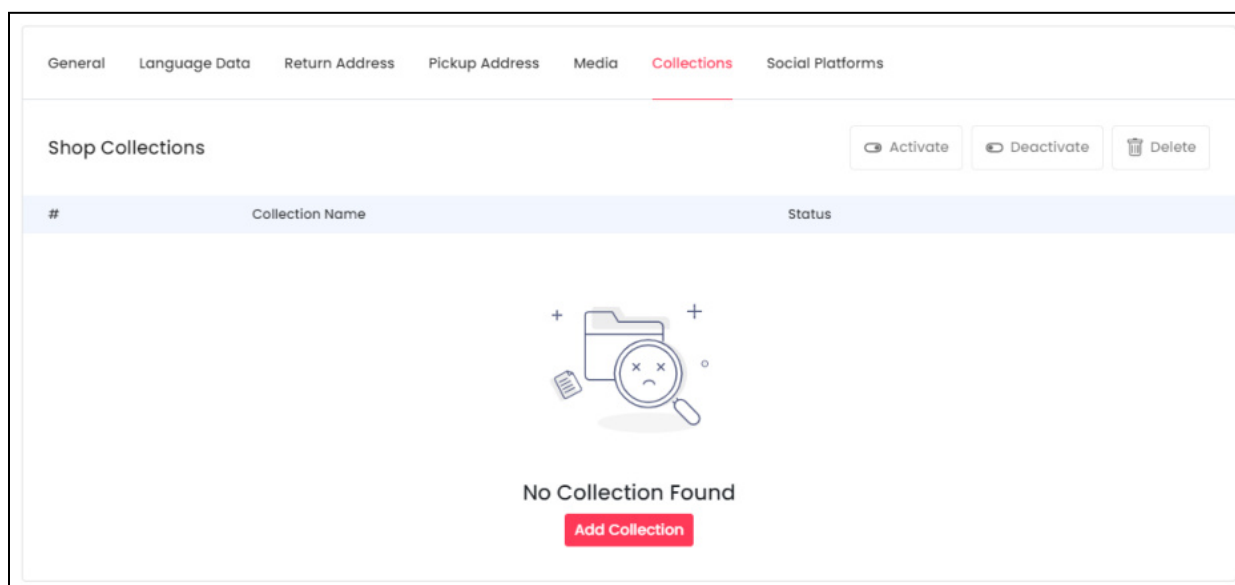 General Language Data Return Address Pickup Address Media Collections Social Platforms
Shop Collections Activate Deactivate Delete
# Collection Name Status
No Collection Found
Add Collection